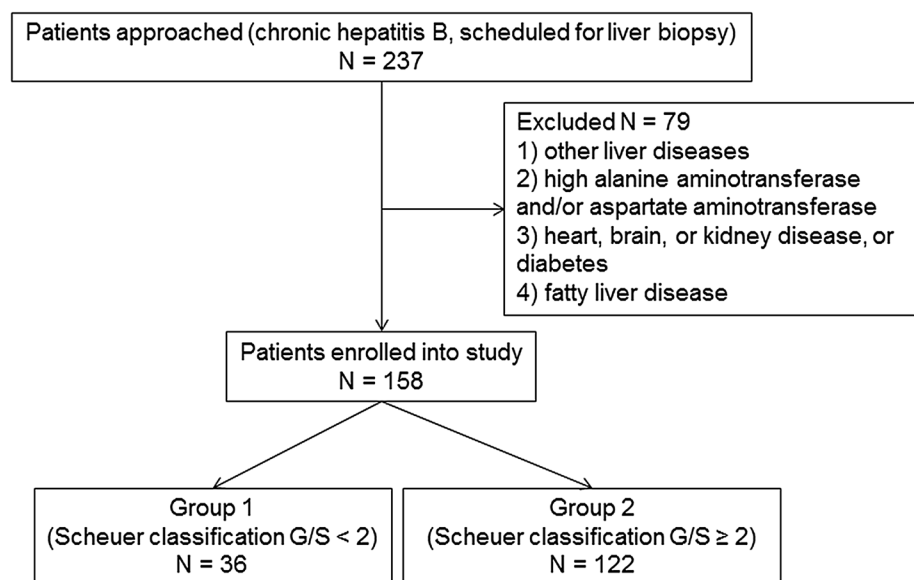 Patients approached (chronic hepatitis B, scheduled for liver biopsy)
N = 237
Excluded N = 79
1) other liver diseases
2) high alanine aminotransferase
and/or aspartate aminotransferase
3) heart, brain, or kidney disease, or
diabetes
4) fatty liver disease
Patients enrolled into study
N = 158
Group 1
(Scheuer classification G/S < 2)
N = 36
Group 2
(Scheuer classification G/S ≥ 2)
N = 122